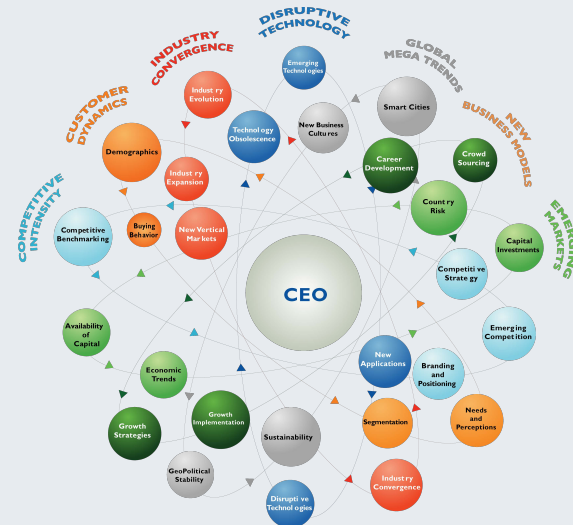 DISRUPTIVE
TECHNOLOGY
INDUSTRY
CONVERGENCE
GLOBAL
MEGA TRENDS
CUSTOMER
DYNAMICS
NEW
BUSINESS MODELS
COMPETITIVE
INTENSITY
EMERGING
MARKETS
Emerging
Technologies
Industry
Evolution
Smart Cities
New Business
Cultures
Technology
Obsolescence
Demographics
Career
Development
Crowd
Sourcing
Industry
Expansion
Country
Risk
Competitive
Benchmarking
Buying
Behavior
New Vertical
Markets
Capital
Investments
Competitive
Strategy
CEO
Availability
of
Capital
Emerging
Competition
New
Applications
Economic
Trends
Branding
and
Positioning
Growth
Strategies
Growth
Implementation
Sustainability
Segmentation
Needs
and
Perceptions
GeoPolitical
Stability
Industry
Convergence
Disruptive
Technologies